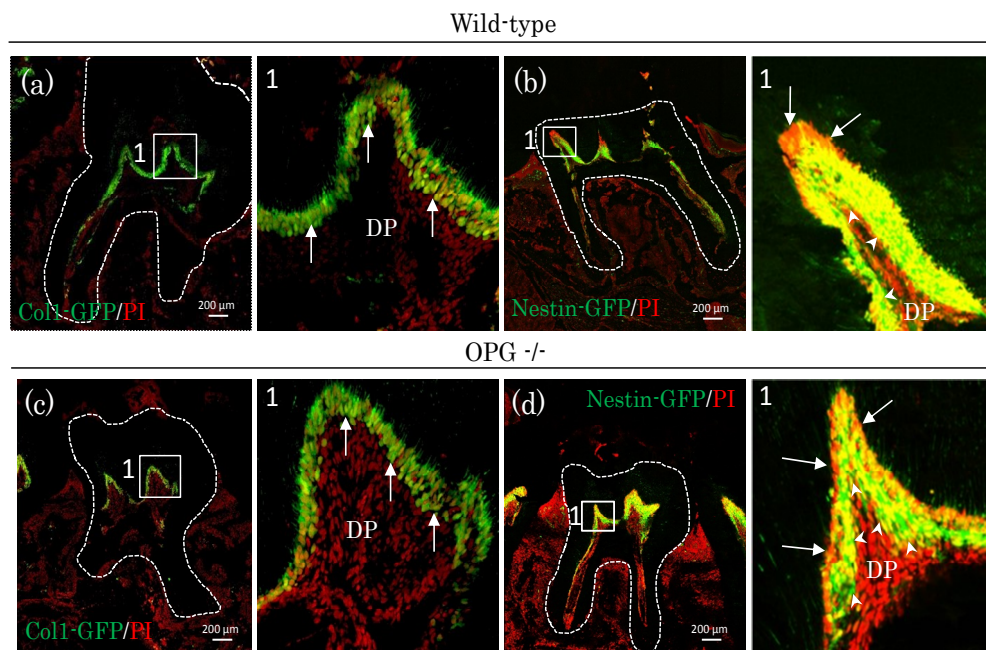 Wild-type
(a)
1
Col1-GFP/PI
200 µm
1
DP
(b)
1
Nestin-GFP/PI
200 µm
1
DP
OPG -/-
(c)
1
Col1-GFP/PI
200 µm
1
DP
(d)
Nestin-GFP/PI
1
200 µm
1
DP